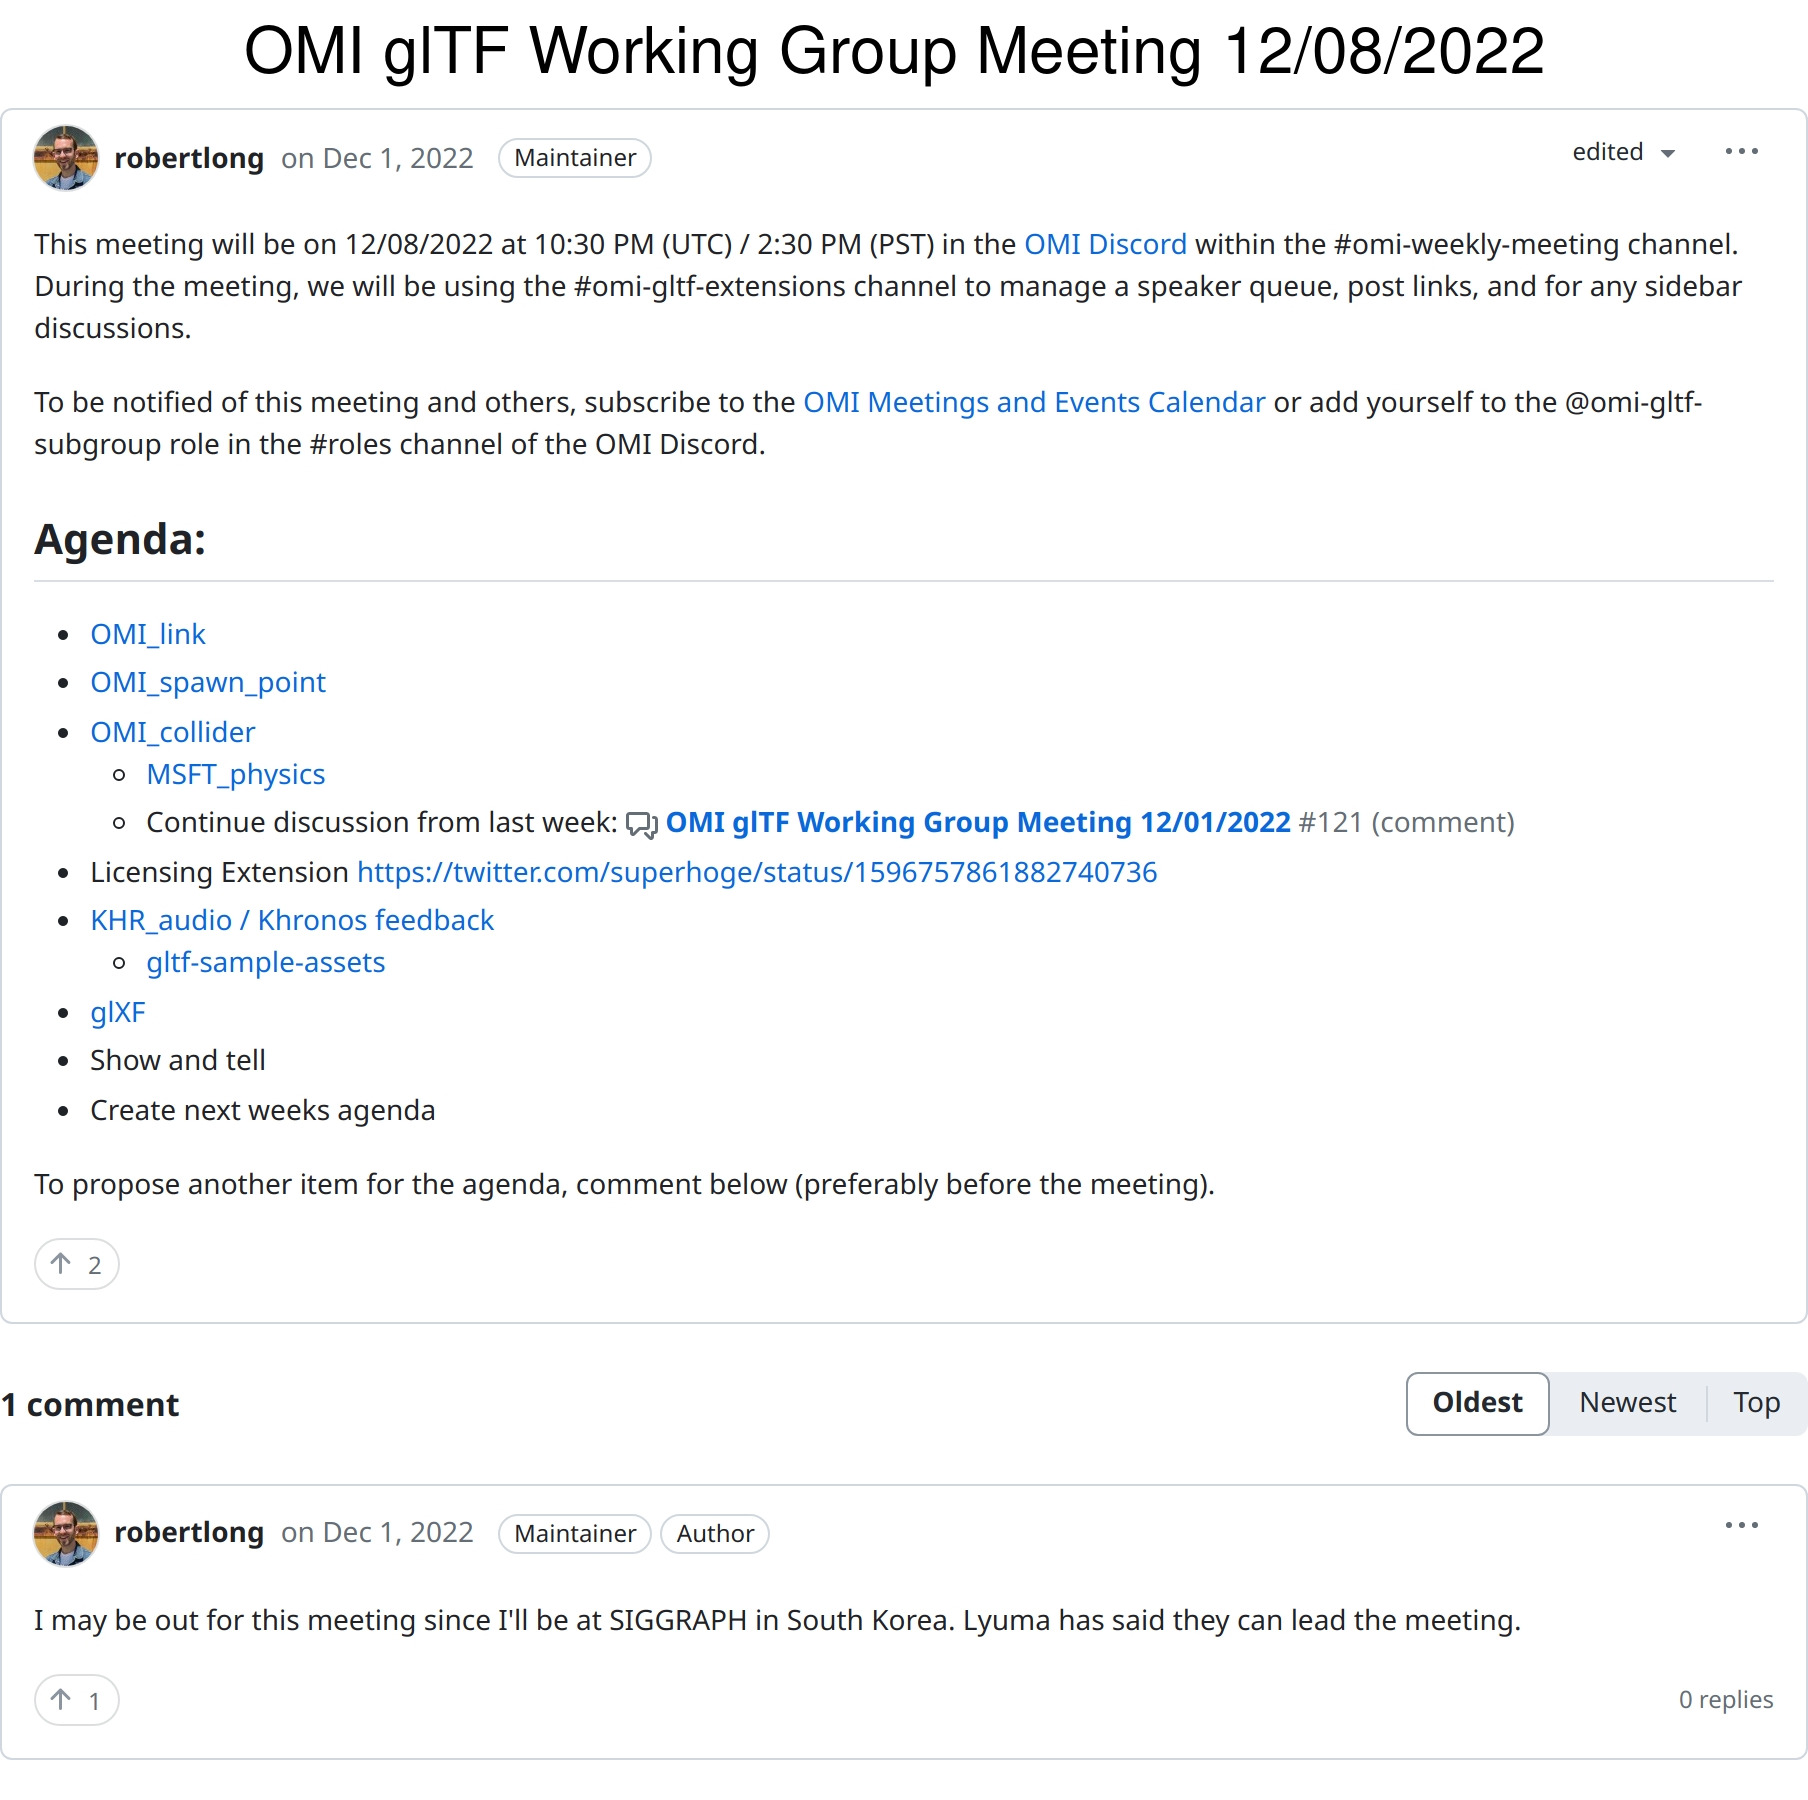 OMI glTF Working Group Meeting 12/08/2022
robertlong on Dec 1, 2022 Maintainer edited
This meeting will be on 12/08/2022 at 10:30 PM (UTC) / 2:30 PM (PST) in the OMI Discord within the #omi-weekly-meeting channel.
During the meeting, we will be using the #omi-gltf-extensions channel to manage a speaker queue, post links, and for any sidebar
discussions.
To be notified of this meeting and others, subscribe to the OMI Meetings and Events Calendar or add yourself to the @omi-gltf-
subgroup role in the #roles channel of the OMI Discord.
Agenda:
OMI_link
OMI_spawn_point
OMI_collider
MSFT_physics
Continue discussion from last week: OMI glTF Working Group Meeting 12/01/2022 #121 (comment)
Licensing Extension https://twitter.com/superhoge/status/1596757861882740736
KHR_audio / Khronos feedback
gltf-sample-assets
glXF
Show and tell
Create next weeks agenda
To propose another item for the agenda, comment below (preferably before the meeting).
2
1 comment Oldest Newest Top
robertlong on Dec 1, 2022 Maintainer Author
I may be out for this meeting since I'll be at SIGGRAPH in South Korea. Lyuma has said they can lead the meeting.
1 0 replies